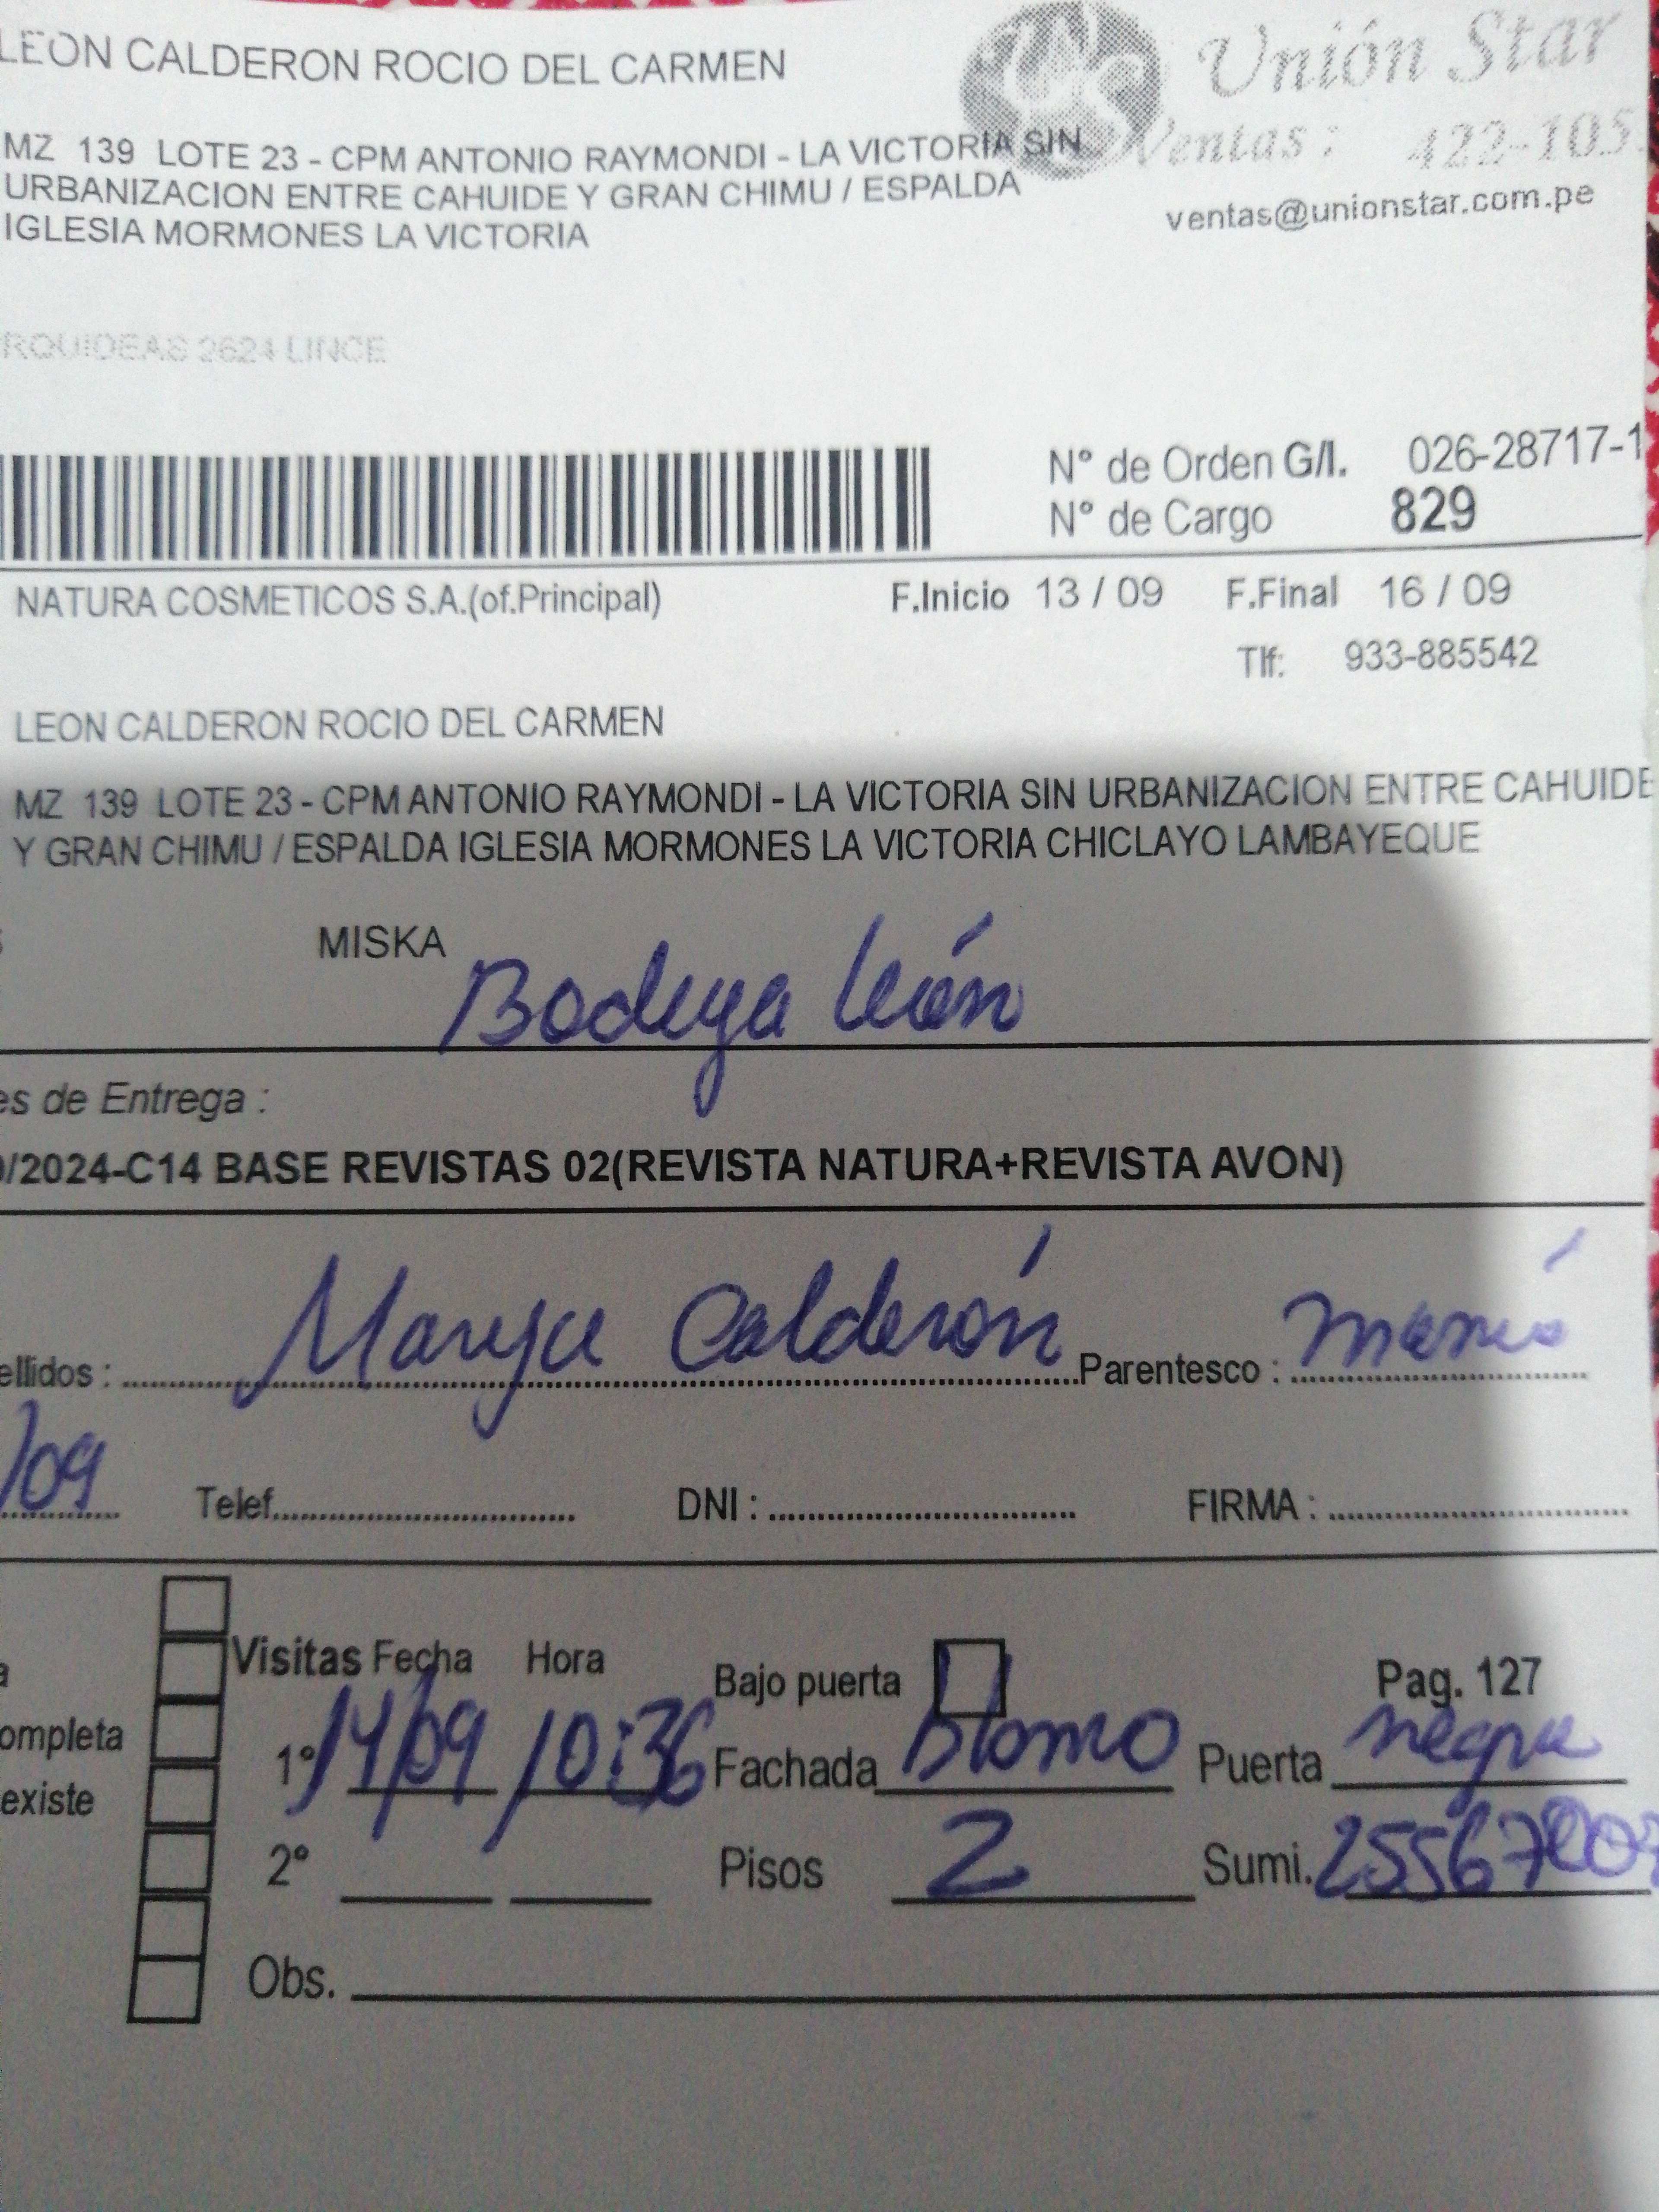 LEON CALDERON ROCIO DEL CARMEN
Unión Star
Ventas : 422-105
ventas@unionstar.com.pe
MZ 139 LOTE 23 - CPM ANTONIO RAYMONDI - LA VICTORIA SIN
URBANIZACION ENTRE CAHUIDE Y GRAN CHIMU / ESPALDA
IGLESIA MORMONES LA VICTORIA
RQUIDEAS 2624 LINCE
N° de Orden G/I. 026-28717-1
N° de Cargo 829
NATURA COSMETICOS S.A.(of.Principal) F.Inicio 13 / 09 F.Final 16 / 09
Tlf: 933-885542
LEON CALDERON ROCIO DEL CARMEN
MZ 139 LOTE 23 - CPM ANTONIO RAYMONDI - LA VICTORIA SIN URBANIZACION ENTRE CAHUIDE
Y GRAN CHIMU / ESPALDA IGLESIA MORMONES LA VICTORIA CHICLAYO LAMBAYEQUE
MISKA Bodega León
es de Entrega :
/2024-C14 BASE REVISTAS 02(REVISTA NATURA+REVISTA AVON)
ellidos : Calderón Parentesco : mamá
/09 Telef. DNI : FIRMA :
Visitas Fecha Hora Bajo puerta Pag. 127
ompleta 1° 14/09 10:36 Fachada blanco Puerta negra
existe
2° Pisos 2 Sumi.
Obs.